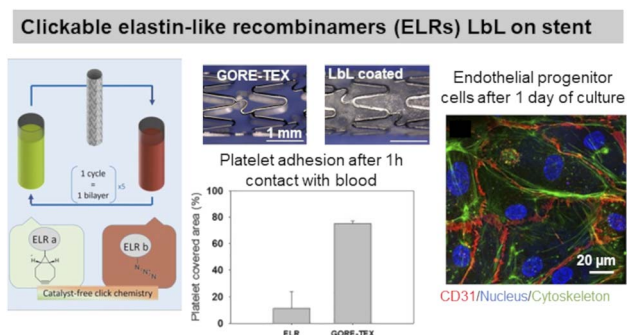 Clickable elastin-like recombinamers (ELRs) LbL on stent
1 cycle
=
1 bilayer
x5
ELR a
ELR b
H
H
N
N
N
Catalyst-free click chemistry
GORE-TEX
LbL coated
1 mm
Platelet adhesion after 1h
contact with blood
Platelet covered area (%)
100
80
60
40
20
0
ELR
GORE-TEX
Endothelial progenitor
cells after 1 day of culture
20 µm
CD31/Nucleus/Cytoskeleton